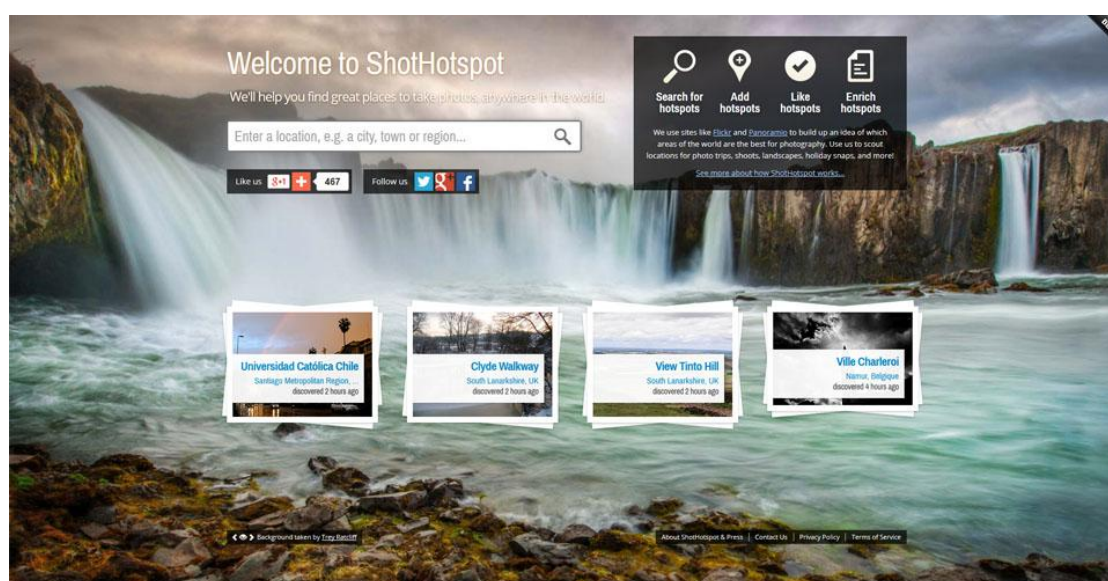 Welcome to ShotHotspot
We'll help you find great places to take photos, anywhere in the world.
Enter a location, e.g. a city, town or region...
Like us
g+1
467
Follow us
Search for hotspots
Add hotspots
Like hotspots
Enrich hotspots
We use sites like Flickr and Panoramio to build up an idea of which
areas of the world are the best for photography. Use us to scout
locations for photo trips, shoots, landscapes, holiday snaps, and more!
See more about how ShotHotspot works...
Universidad Católica Chile
Santiago Metropolitan Region, ...
discovered 2 hours ago
Clyde Walkway
South Lanarkshire, UK
discovered 2 hours ago
View Tinto Hill
South Lanarkshire, UK
discovered 2 hours ago
Ville Charleroi
Namur, Belgique
discovered 4 hours ago
Background taken by Trey Ratcliff
About ShotHotspot & Press | Contact Us | Privacy Policy | Terms of Service